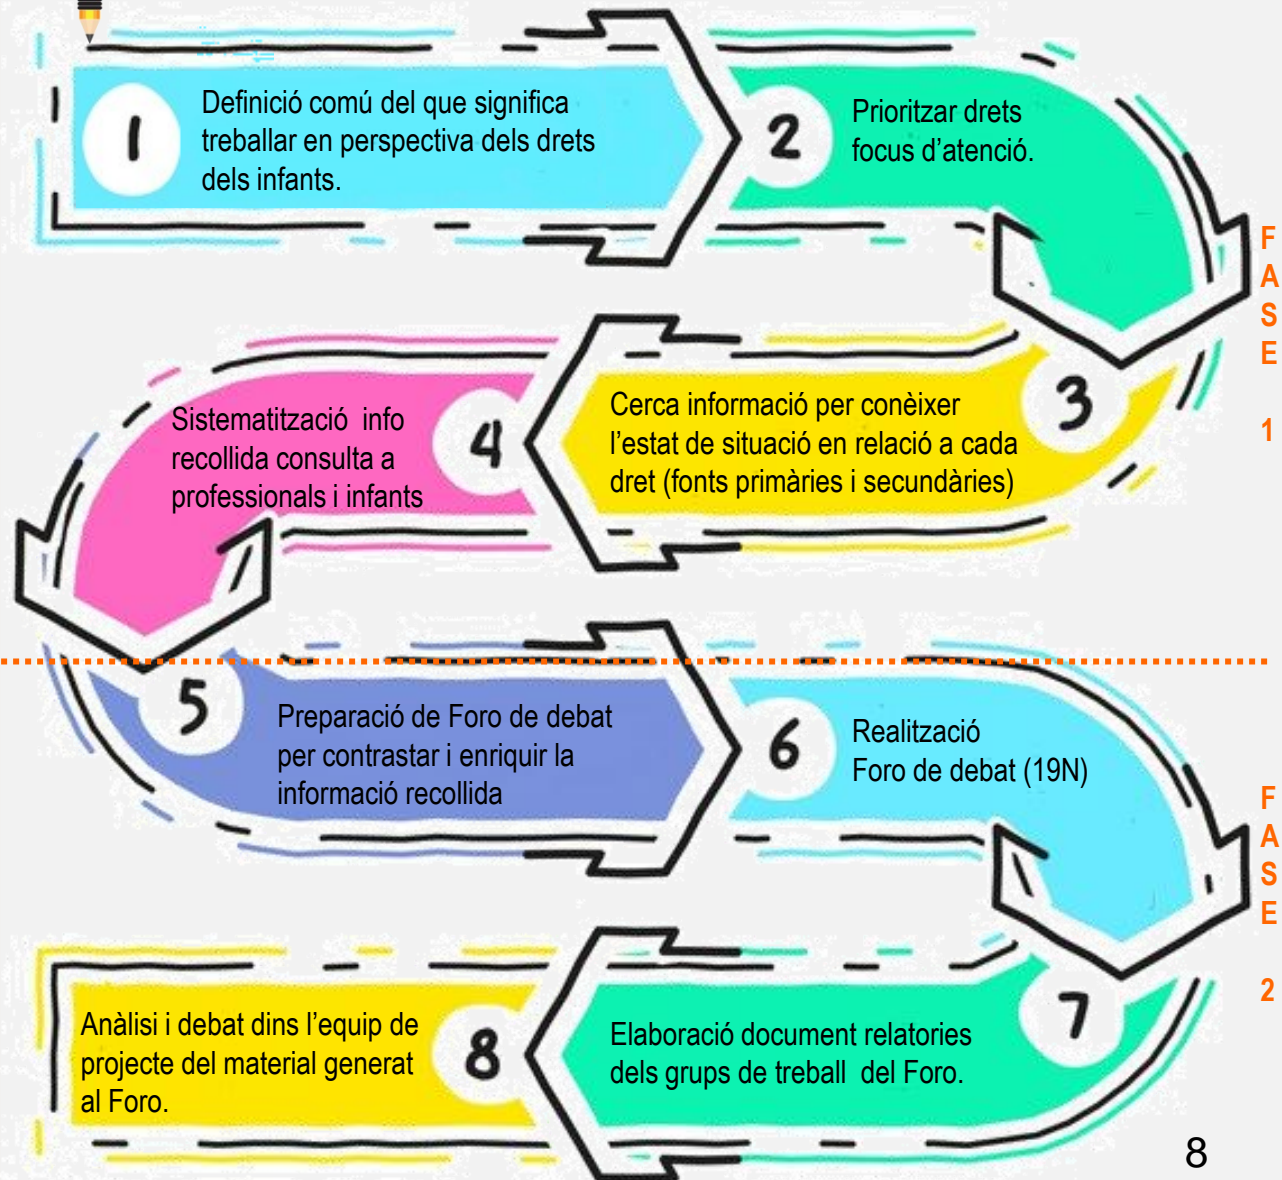 1
Definició comú del que significa
treballar en perspectiva dels drets
dels infants.
2
Prioritzar drets
focus d’atenció.
3
Cerca informació per conèixer
l’estat de situació en relació a cada
dret (fonts primàries i secundàries)
4
Sistematització info
recollida consulta a
professionals i infants
FASE 1
5
Preparació de Foro de debat
per contrastar i enriquir la
informació recollida
6
Realització
Foro de debat (19N)
7
Elaboració document relatories
dels grups de treball del Foro.
8
Anàlisi i debat dins l’equip de
projecte del material generat
al Foro.
FASE 2
8